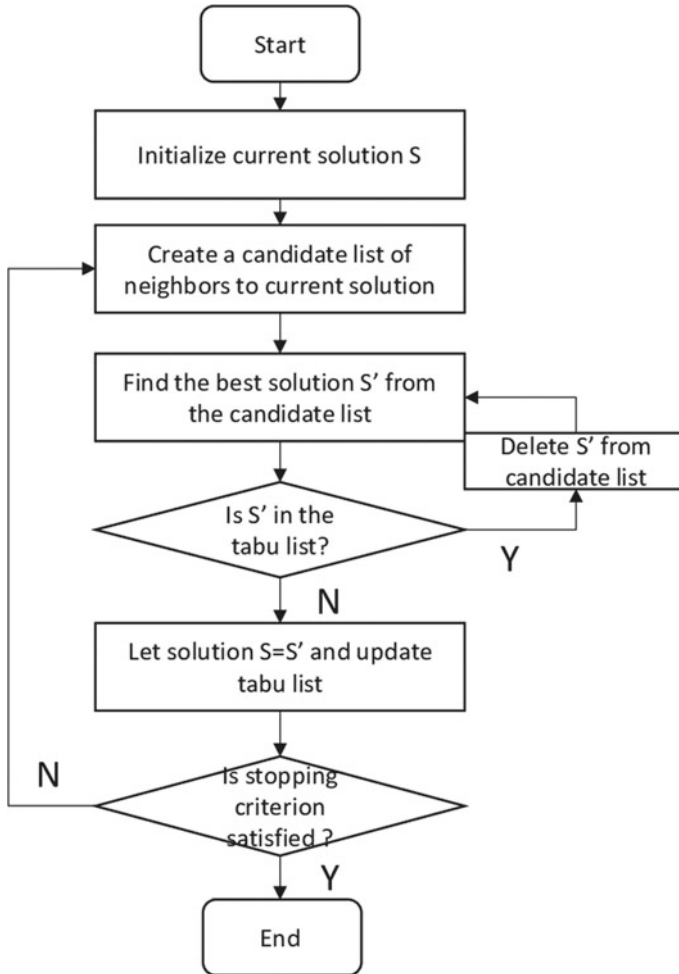 Start
Initialize current solution S
Create a candidate list of
neighbors to current solution
Find the best solution S’ from
the candidate list
Delete S’ from
candidate list
Is S’ in the
tabu list?
Y
N
Let solution S=S’ and update
tabu list
N
Is stopping
criterion
satisfied ?
Y
End